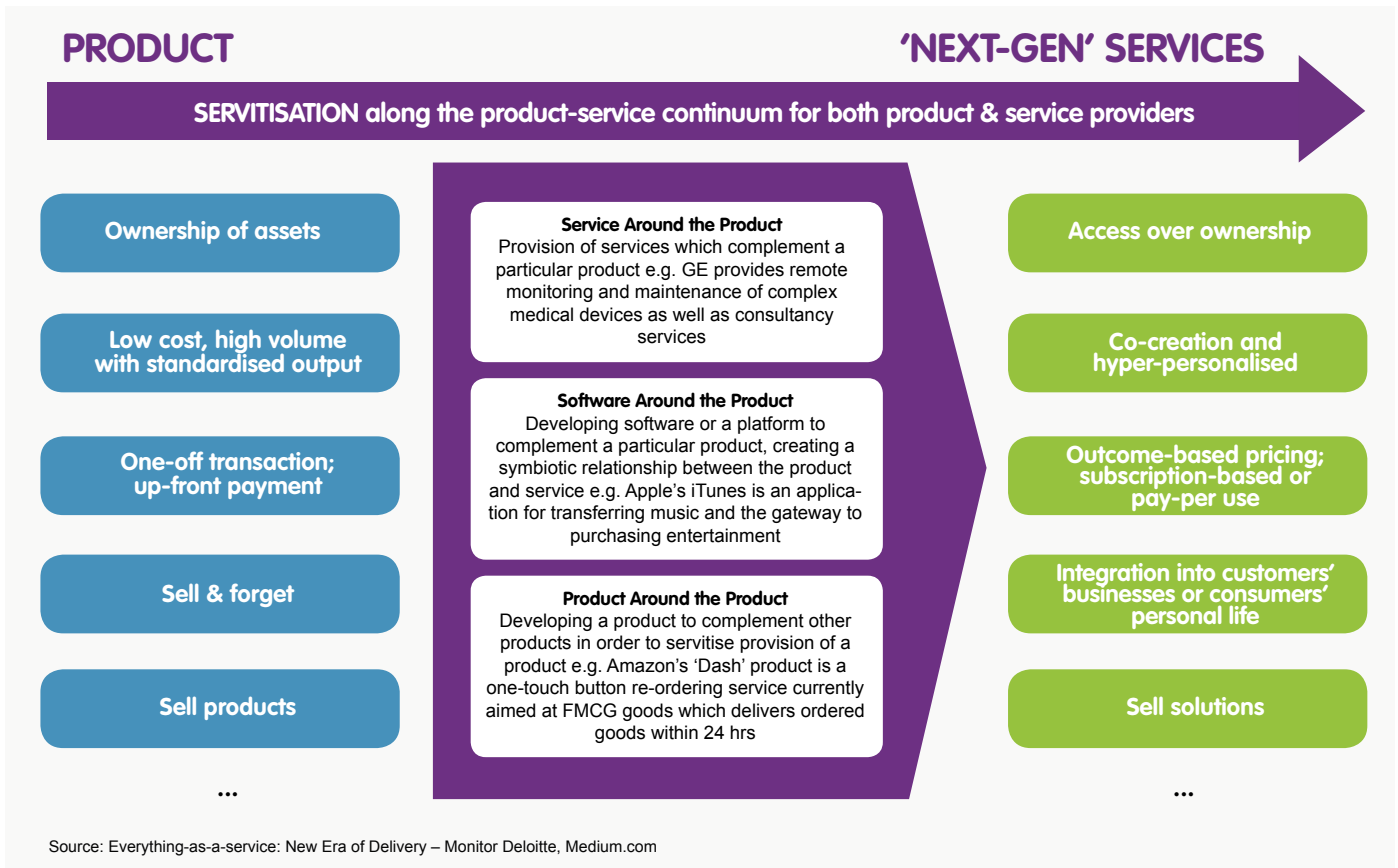 PRODUCT
'NEXT-GEN' SERVICES
SERVITISATION along the product-service continuum for both product & service providers
Ownership of assets
Low cost, high volume
with standardised output
One-off transaction;
up-front payment
Sell & forget
Sell products
...
Service Around the Product
Provision of services which complement a
particular product e.g. GE provides remote
monitoring and maintenance of complex
medical devices as well as consultancy
services
Software Around the Product
Developing software or a platform to
complement a particular product, creating a
symbiotic relationship between the product
and service e.g. Apple's iTunes is an applica-
tion for transferring music and the gateway to
purchasing entertainment
Product Around the Product
Developing a product to complement other
products in order to servitise provision of a
product e.g. Amazon's 'Dash' product is a
one-touch button re-ordering service currently
aimed at FMCG goods which delivers ordered
goods within 24 hrs
Access over ownership
Co-creation and
hyper-personalised
Outcome-based pricing;
subscription-based or
pay-per use
Integration into customers'
businesses or consumers'
personal life
Sell solutions
...
Source: Everything-as-a-service: New Era of Delivery – Monitor Deloitte, Medium.com